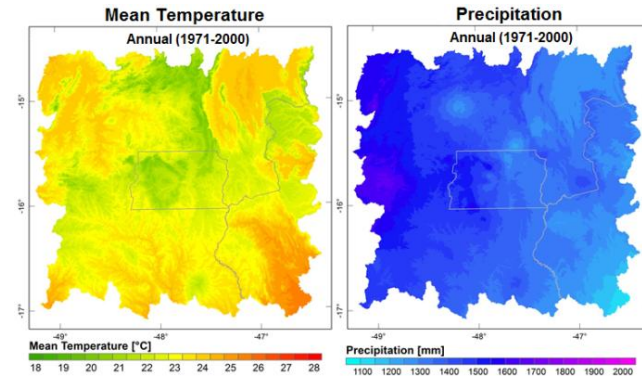 Mean Temperature
Annual (1971-2000)
-15°
-16°
-17°
-49°
-48°
-47°
Mean Temperature [°C]
18 19 20 21 22 23 24 25 26 27 28
Precipitation
Annual (1971-2000)
-15°
-16°
-17°
-49°
-48°
-47°
Precipitation [mm]
1100 1200 1300 1400 1500 1600 1700 1800 1900 2000